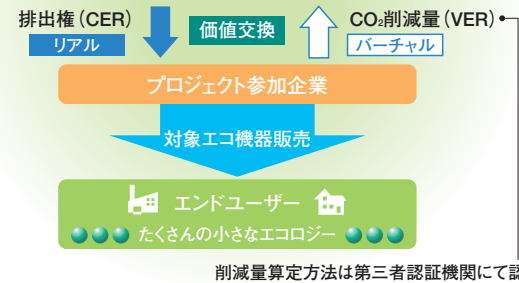 排出権（CER）
リアル
価値交換
CO₂削減量（VER）
バーチャル
プロジェクト参加企業
対象エコ機器販売
エンドユーザー
たくさんの小さなエコロジー
削減量算定方法は第三者認証機関にて